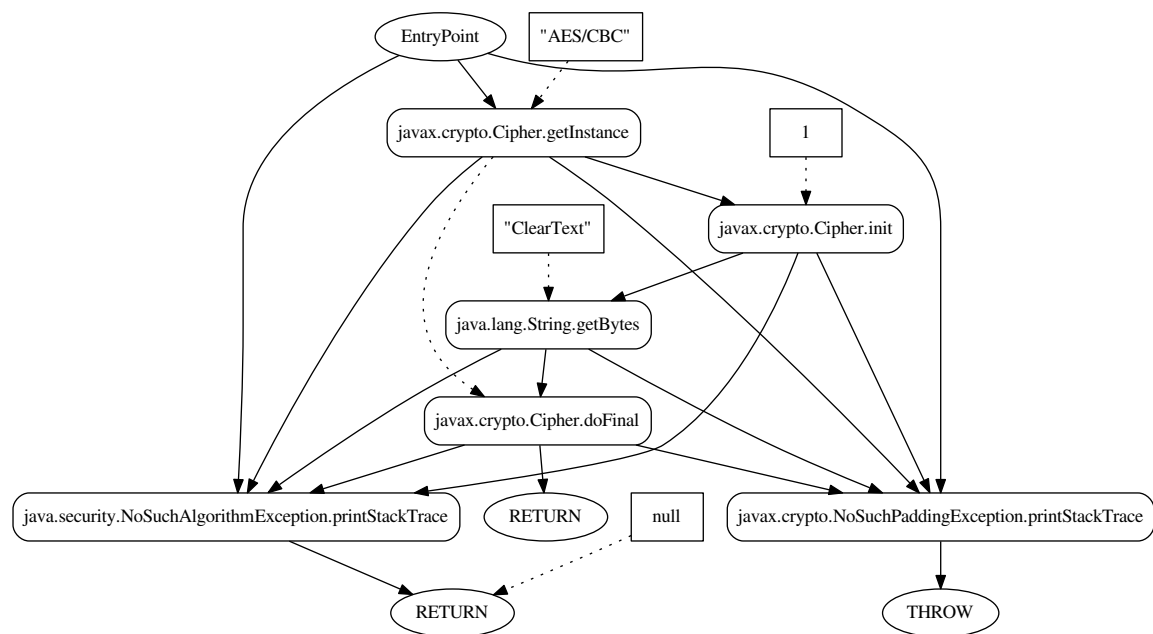 EntryPoint
"AES/CBC"
javax.crypto.Cipher.getInstance
1
"ClearText"
javax.crypto.Cipher.init
java.lang.String.getBytes
javax.crypto.Cipher.doFinal
java.security.NoSuchAlgorithmException.printStackTrace
RETURN
null
javax.crypto.NoSuchPaddingException.printStackTrace
RETURN
THROW